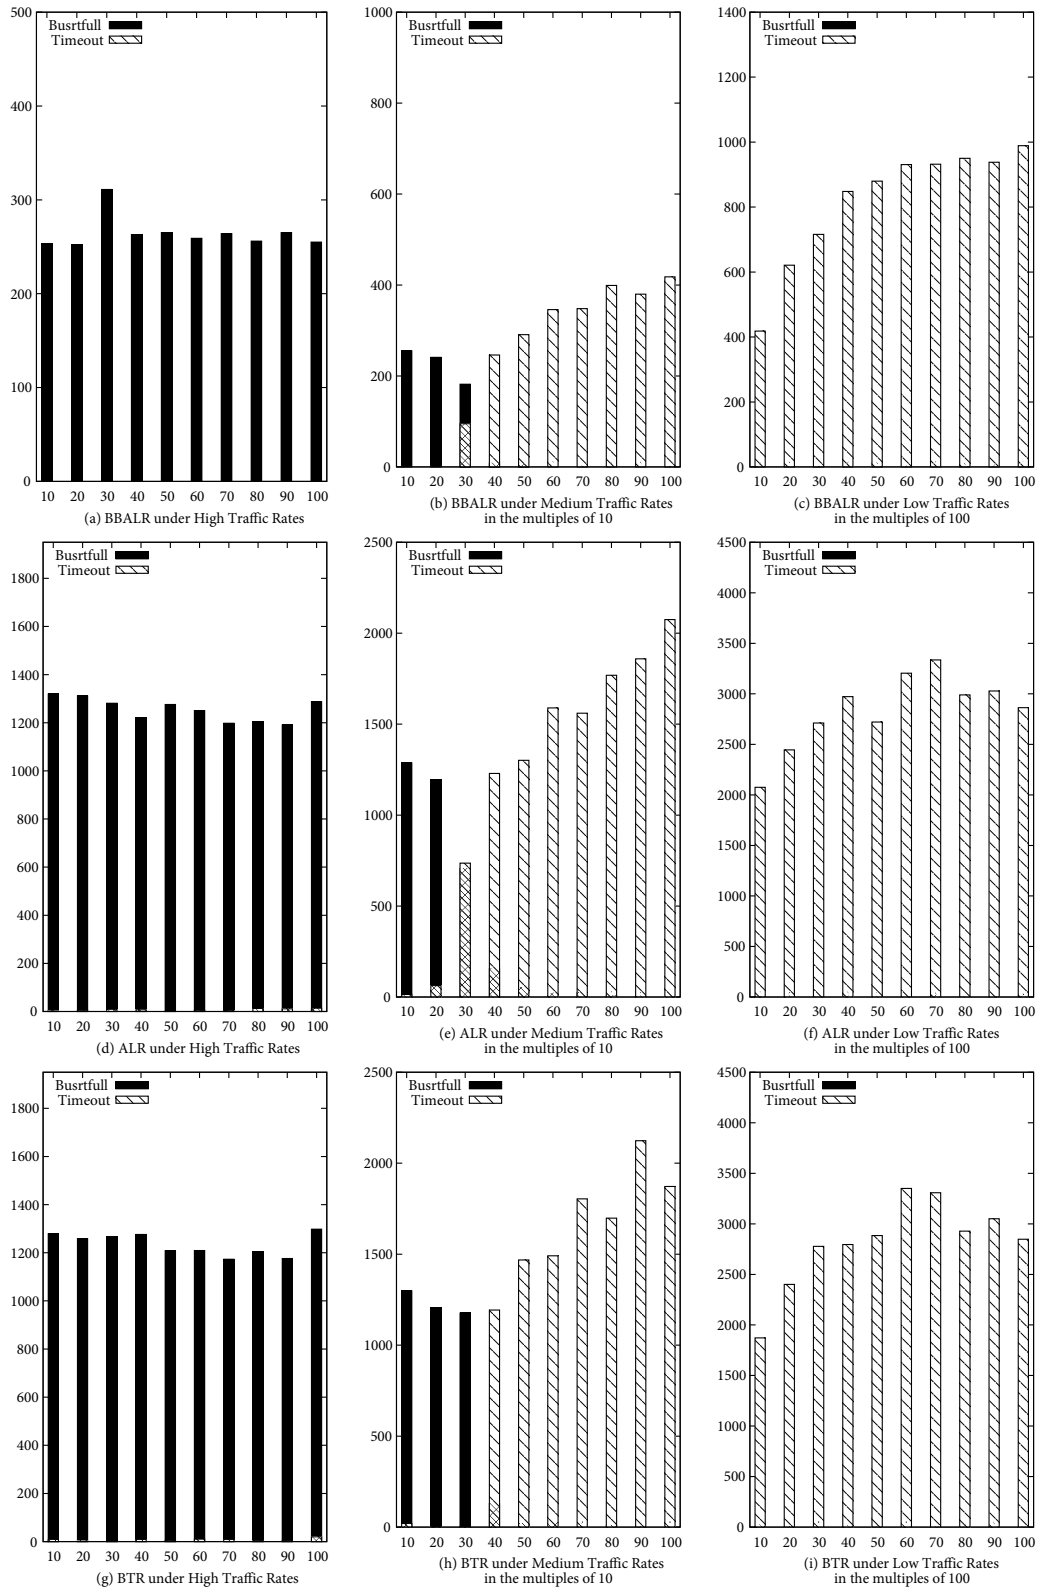 500
400
300
200
100
0
Busrtfull
Timeout
10 20 30 40 50 60 70 80 90 100
(a) BBALR under High Traffic Rates
1000
800
600
400
200
0
Busrtfull
Timeout
10 20 30 40 50 60 70 80 90 100
(b) BBALR under Medium Traffic Rates
in the multiples of 10
1400
1200
1000
800
600
400
200
0
Busrtfull
Timeout
10 20 30 40 50 60 70 80 90 100
(c) BBALR under Low Traffic Rates
in the multiples of 100
1800
1600
1400
1200
1000
800
600
400
200
0
Busrtfull
Timeout
10 20 30 40 50 60 70 80 90 100
(d) ALR under High Traffic Rates
2500
2000
1500
1000
500
0
Busrtfull
Timeout
10 20 30 40 50 60 70 80 90 100
(e) ALR under Medium Traffic Rates
in the multiples of 10
4500
4000
3500
3000
2500
2000
1500
1000
500
0
Busrtfull
Timeout
10 20 30 40 50 60 70 80 90 100
(f) ALR under Low Traffic Rates
in the multiples of 100
1800
1600
1400
1200
1000
800
600
400
200
0
Busrtfull
Timeout
10 20 30 40 50 60 70 80 90 100
(g) BTR under High Traffic Rates
2500
2000
1500
1000
500
0
Busrtfull
Timeout
10 20 30 40 50 60 70 80 90 100
(h) BTR under Medium Traffic Rates
in the multiples of 10
4500
4000
3500
3000
2500
2000
1500
1000
500
0
Busrtfull
Timeout
10 20 30 40 50 60 70 80 90 100
(i) BTR under Low Traffic Rates
in the multiples of 100